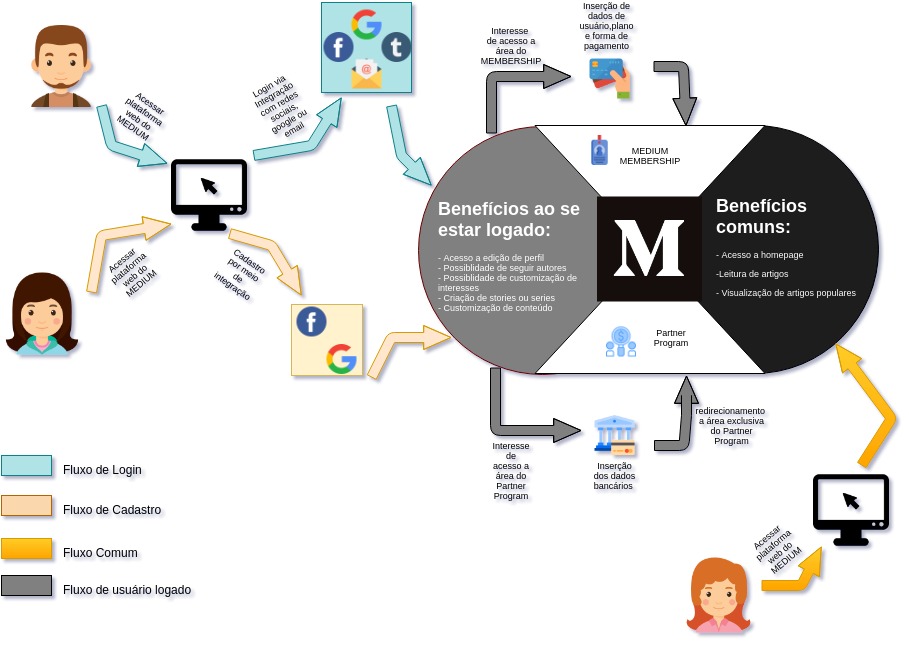 Acessar
plataforma
web do
MEDIUM
Login via
Integração
com redes
sociais,
google ou
email
f
G
t
@
Interesse
de acesso a
área do
MEMBERSHIP
Inserção de
dados de
usuário,plano
e forma de
pagamento
MEDIUM
MEMBERSHIP
Benefícios ao se
estar logado:
- Acesso a edição de perfil
- Possiblidade de seguir autores
- Possiblidade de customização de
interesses
- Criação de stories ou series
- Customização de conteúdo
M
Benefícios
comuns:
- Acesso a homepage
-Leitura de artigos
- Visualização de artigos populares
Partner
Program
Acessar
plataforma
web do
MEDIUM
Cadastro
por meio
de
integração
f
G
Interesse
de
acesso a
área do
Partner
Program
$
Inserção
dos dados
bancários
redirecionamento
a área exclusiva
do Partner
Program
Acessar
plataforma
web do
MEDIUM
Fluxo de Login
Fluxo de Cadastro
Fluxo Comum
Fluxo de usuário logado